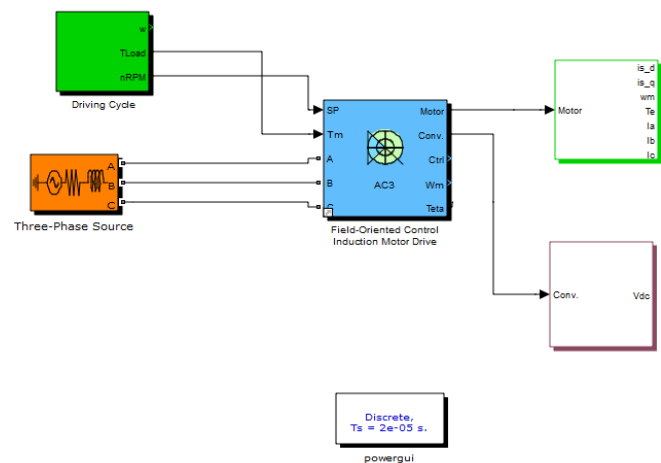 w
TLoad
nRPM
Driving Cycle
A
B
C
Three-Phase Source
SP
Tm
A
B
C
Motor
Conv.
Ctrl
Wm
Teta
AC3
Field-Oriented Control
Induction Motor Drive
Motor
is_d
is_q
wm
Te
Ia
Ib
Ic
Conv.
Vdc
Discrete,
Ts = 2e-05 s.
powergui